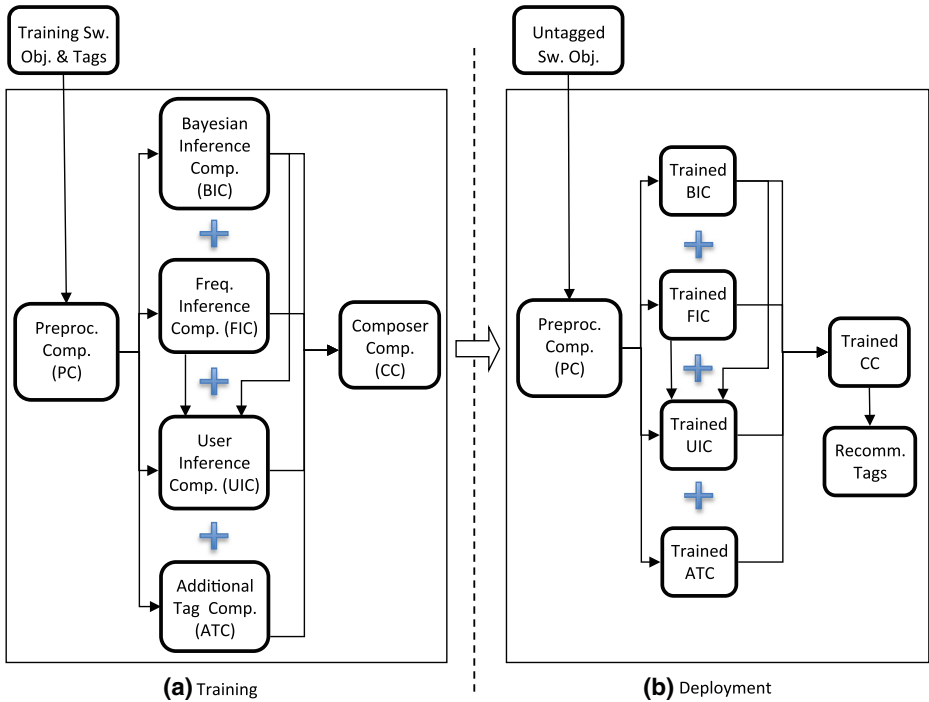 Training Sw.
Obj. & Tags
Bayesian
Inference
Comp.
(BIC)
Freq.
Inference
Comp. (FIC)
Preproc.
Comp.
(PC)
Composer
Comp.
(CC)
User
Inference
Comp. (UIC)
Additional
Tag Comp.
(ATC)
(a) Training
Untagged
Sw. Obj.
Trained
BIC
Trained
FIC
Preproc.
Comp.
(PC)
Trained
CC
Trained
UIC
Recomm.
Tags
Trained
ATC
(b) Deployment